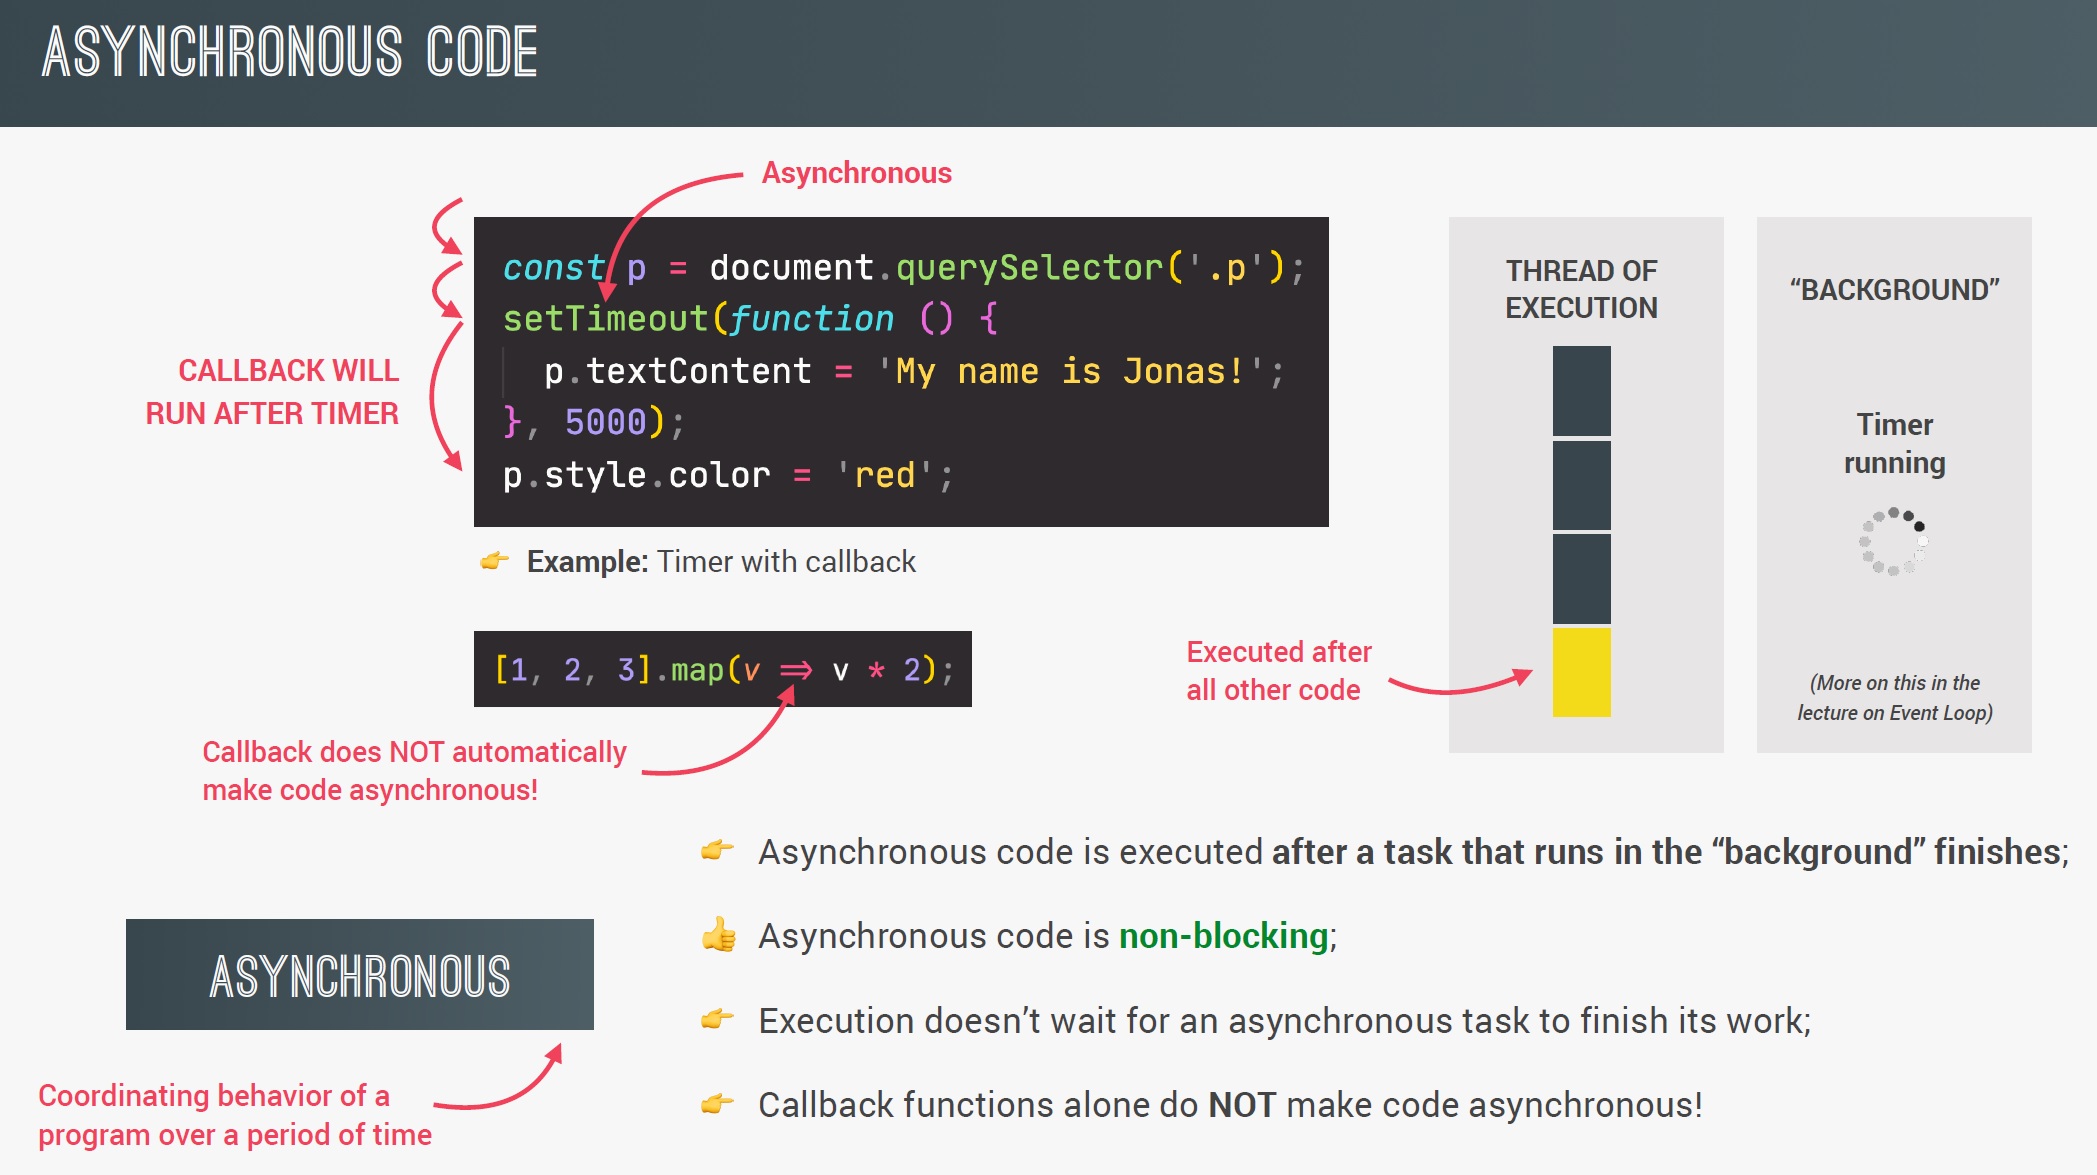 ASYNCHRONOUS CODE
Asynchronous
const p = document.querySelector('.p');
setTimeout(function () {
p.textContent = 'My name is Jonas!';
}, 5000);
p.style.color = 'red';
CALLBACK WILL
RUN AFTER TIMER
👉 Example: Timer with callback
[1, 2, 3].map(v => v * 2);
Callback does NOT automatically
make code asynchronous!
THREAD OF
EXECUTION
Executed after
all other code
“BACKGROUND”
Timer
running
(More on this in the
lecture on Event Loop)
ASYNCHRONOUS
Coordinating behavior of a
program over a period of time
👉 Asynchronous code is executed after a task that runs in the “background” finishes;
👍 Asynchronous code is non-blocking;
👉 Execution doesn’t wait for an asynchronous task to finish its work;
👉 Callback functions alone do NOT make code asynchronous!